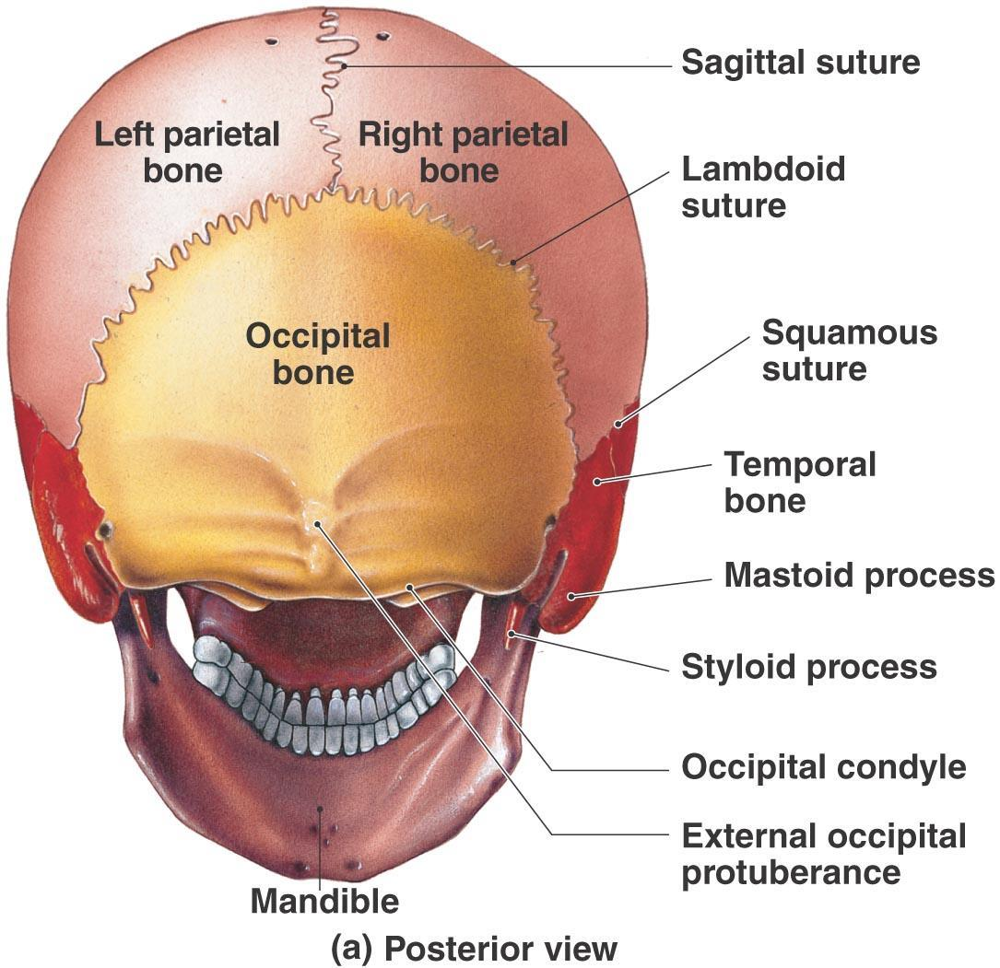 Sagittal suture
Left parietal
bone
Right parietal
bone
Lambdoid
suture
Occipital
bone
Squamous
suture
Temporal
bone
Mastoid process
Styloid process
Occipital condyle
External occipital
protuberance
Mandible
(a) Posterior view